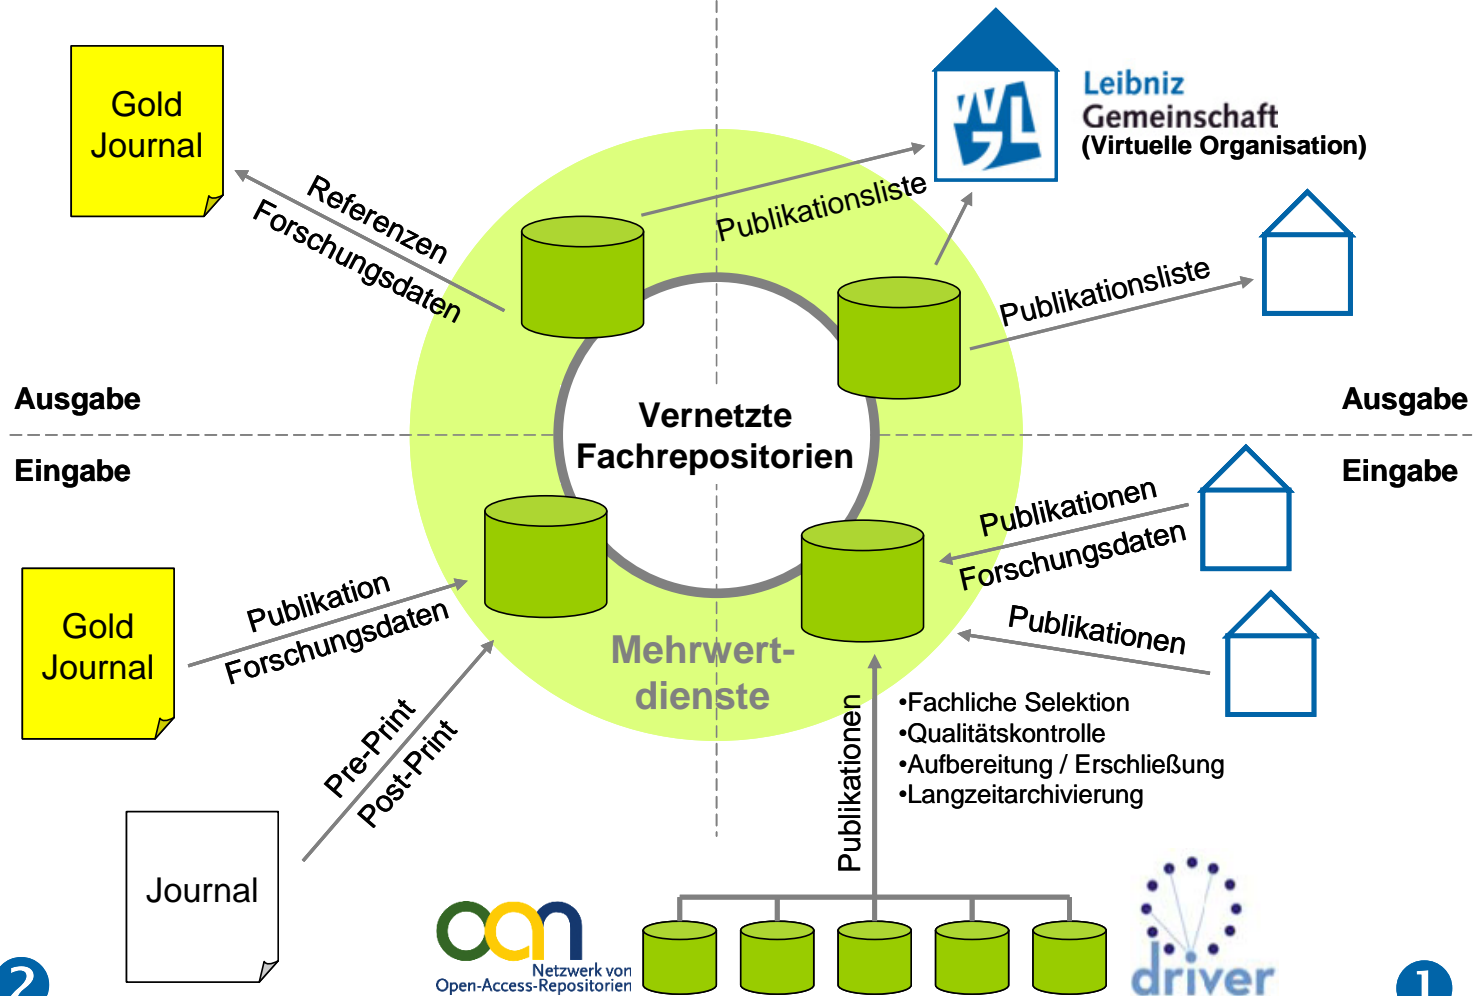 Gold
Journal
Leibniz
Gemeinschaft
(Virtuelle Organisation)
Referenzen
Forschungsdaten
Publikationsliste
Publikationsliste
Ausgabe
Ausgabe
Vernetzte
Fachrepositorien
Eingabe
Eingabe
Publikationen
Forschungsdaten
Gold
Journal
Publikation
Forschungsdaten
Publikationen
Mehrwert-
dienste
Pre-Print
Post-Print
Publikationen
•Fachliche Selektion
•Qualitätskontrolle
•Aufbereitung / Erschließung
•Langzeitarchivierung
Journal
oan
Netzwerk von
Open-Access-Repositorien
driver
2
1